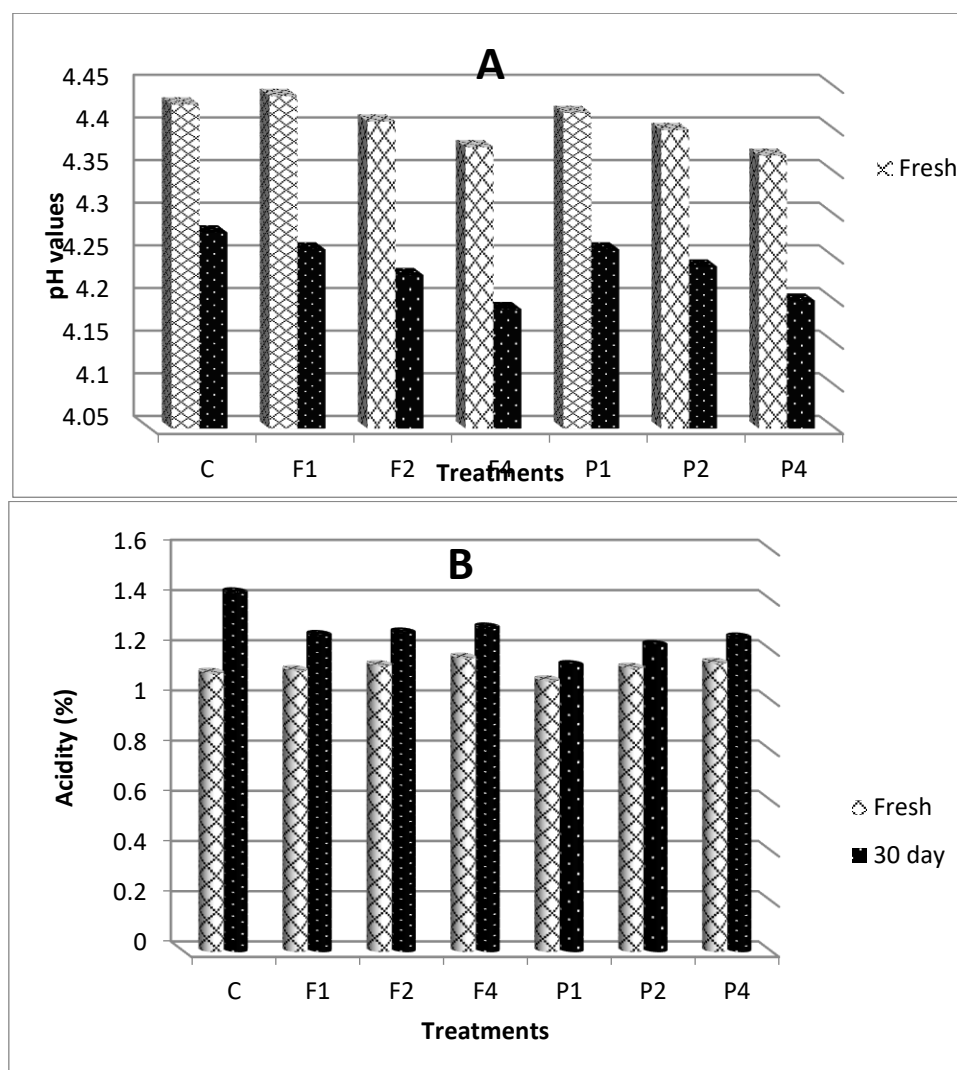 A
4.45
4.4
4.35
4.3
4.25
4.2
4.15
4.1
4.05
pH values
Fresh
C F1 F2 F4 P1 P2 P4
Treatments
B
1.6
1.4
1.2
1
0.8
0.6
0.4
0.2
0
Acidity (%)
Fresh
30 day
C F1 F2 F4 P1 P2 P4
Treatments